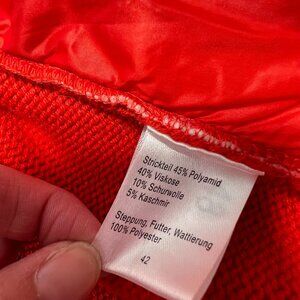 Strickteil 45% Polyamid
40% Viskose
10% Schurwolle
5% Kaschmir
Steppung, Futter, Wattierung
100% Polyester
42